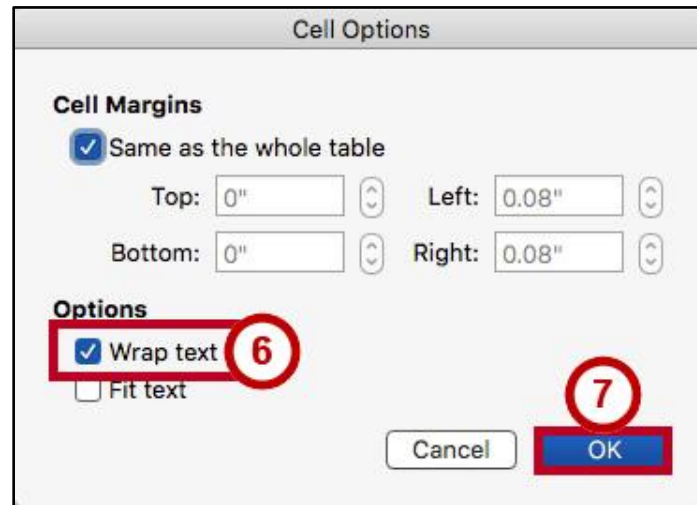 Cell Options
Cell Margins
Same as the whole table
Top: 0" Left: 0.08"
Bottom: 0" Right: 0.08"
Options
Wrap text 6
Fit text
7
Cancel OK